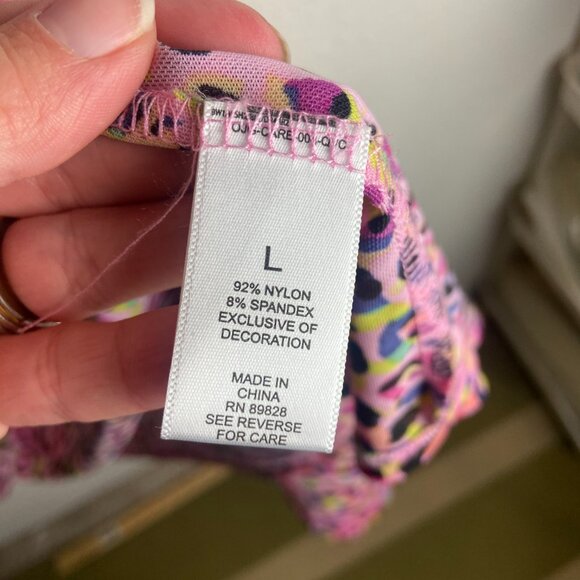 L
92% NYLON
8% SPANDEX
EXCLUSIVE OF
DECORATION
MADE IN
CHINA
RN 89828
SEE REVERSE
FOR CARE